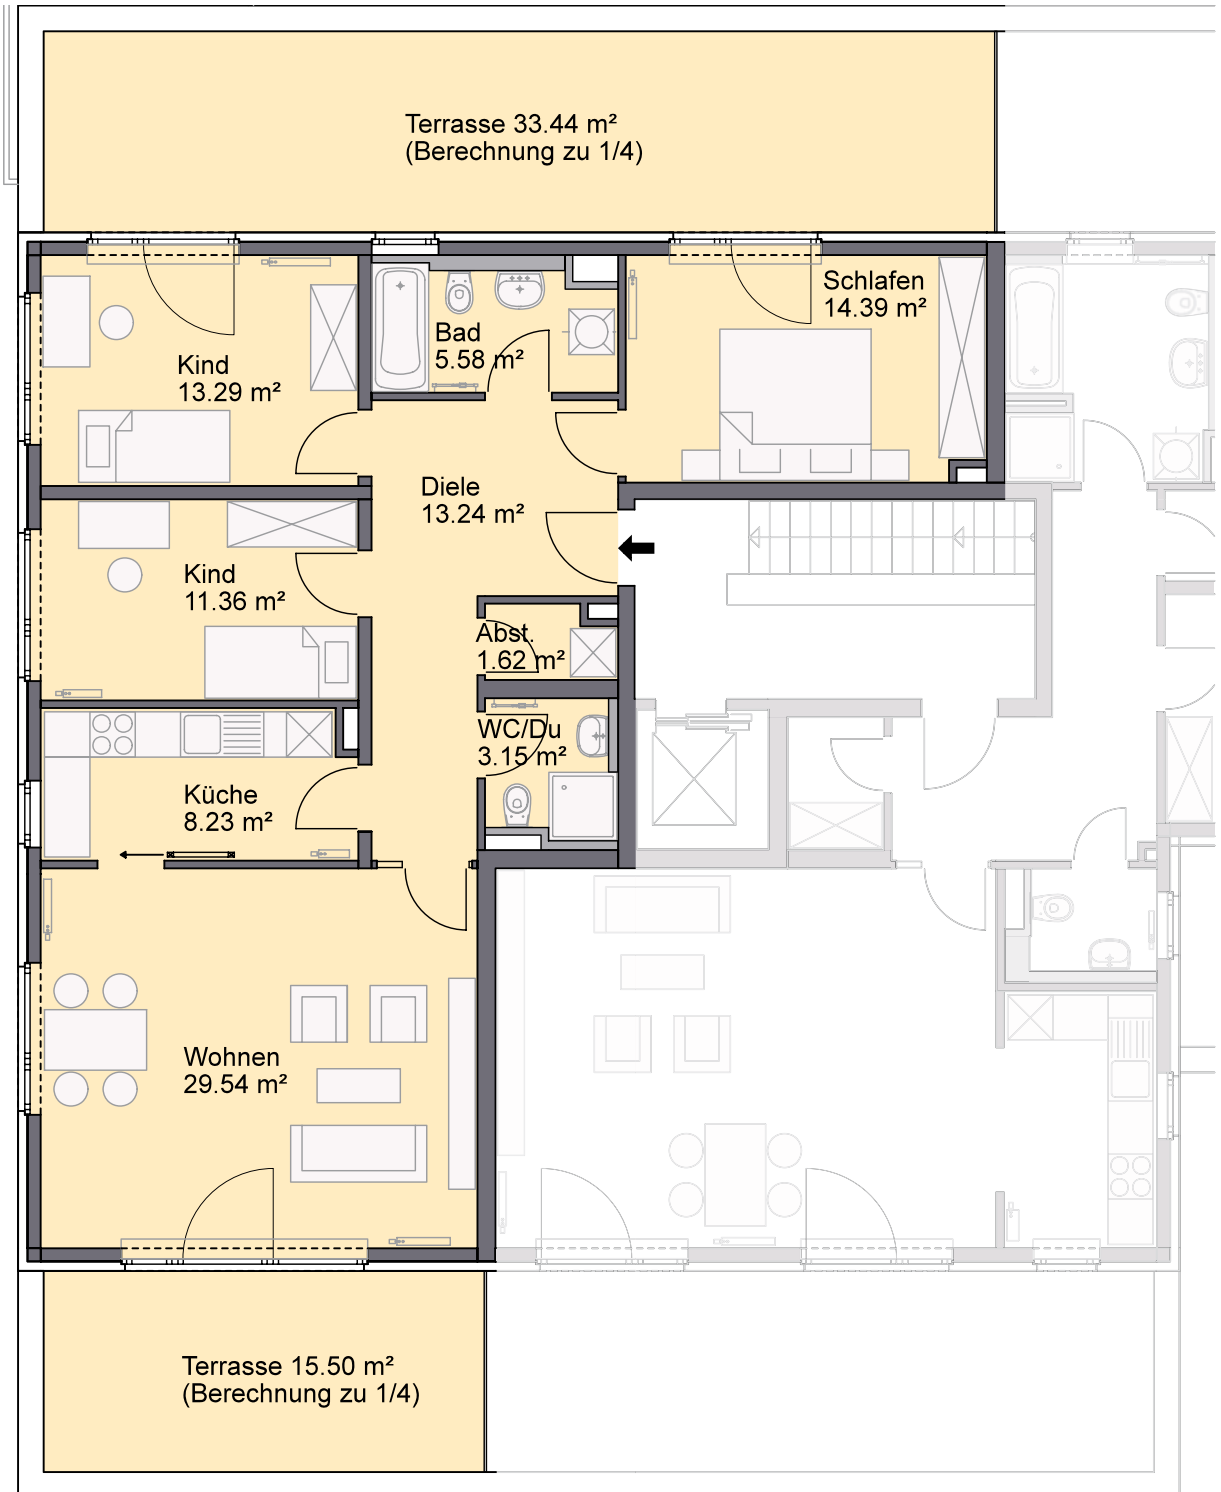 Terrasse 33.44 m²
(Berechnung zu 1/4)
Schlafen
14.39 m²
Bad
5.58 m²
Kind
13.29 m²
Diele
13.24 m²
Kind
11.36 m²
Abst.
1.62 m²
WC/Du
3.15 m²
Küche
8.23 m²
Wohnen
29.54 m²
Terrasse 15.50 m²
(Berechnung zu 1/4)